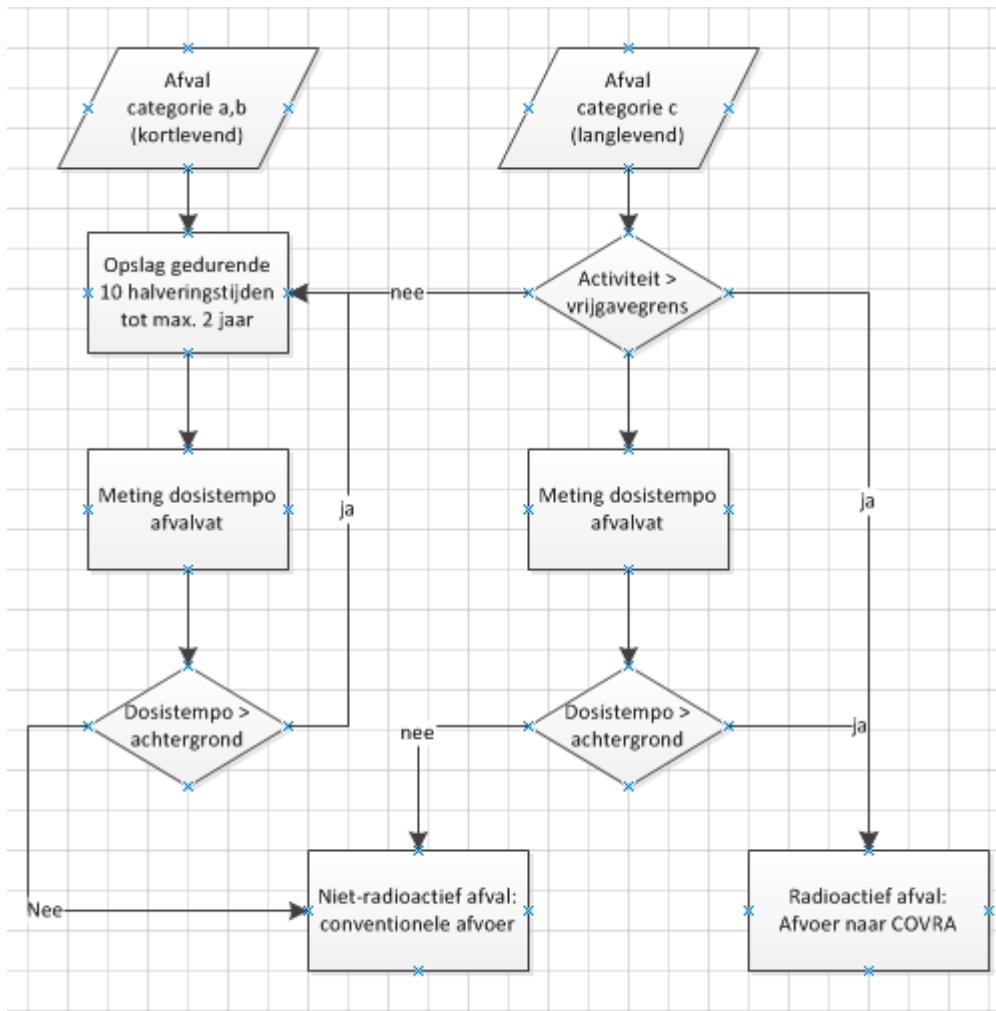 Afval
categorie a,b
(kortlevend)
Afval
categorie c
(langlevend)
Opslag gedurende
10 halveringstijden
tot max. 2 jaar
nee
Activiteit >
vrijgavegrens
Meting dosistempo
afvalvat
ja
Meting dosistempo
afvalvat
ja
Dosistempo >
achtergrond
nee
Dosistempo >
achtergrond
ja
Nee
Niet-radioactief afval:
conventionele afvoer
Radioactief afval:
Afvoer naar COVRA